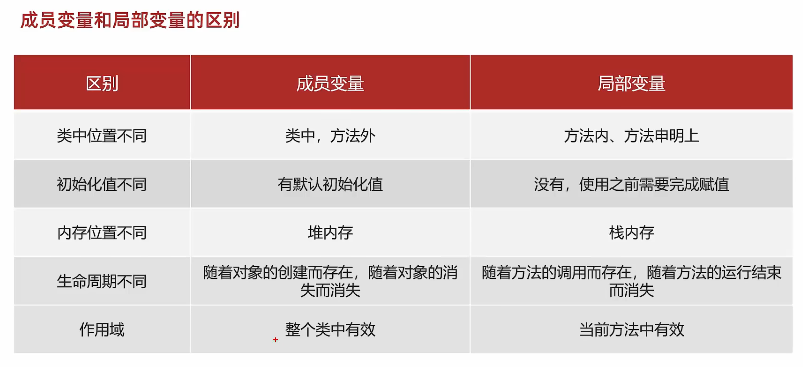 成员变量和局部变量的区别
区别 成员变量 局部变量
类中位置不同 类中，方法外 方法内、方法申明上
初始化值不同 有默认初始化值 没有，使用之前需要完成赋值
内存位置不同 堆内存 栈内存
生命周期不同 随着对象的创建而存在，随着对象的消 随着方法的调用而存在，随着方法的运行结束
失而消失 而消失
作用域 整个类中有效 当前方法中有效